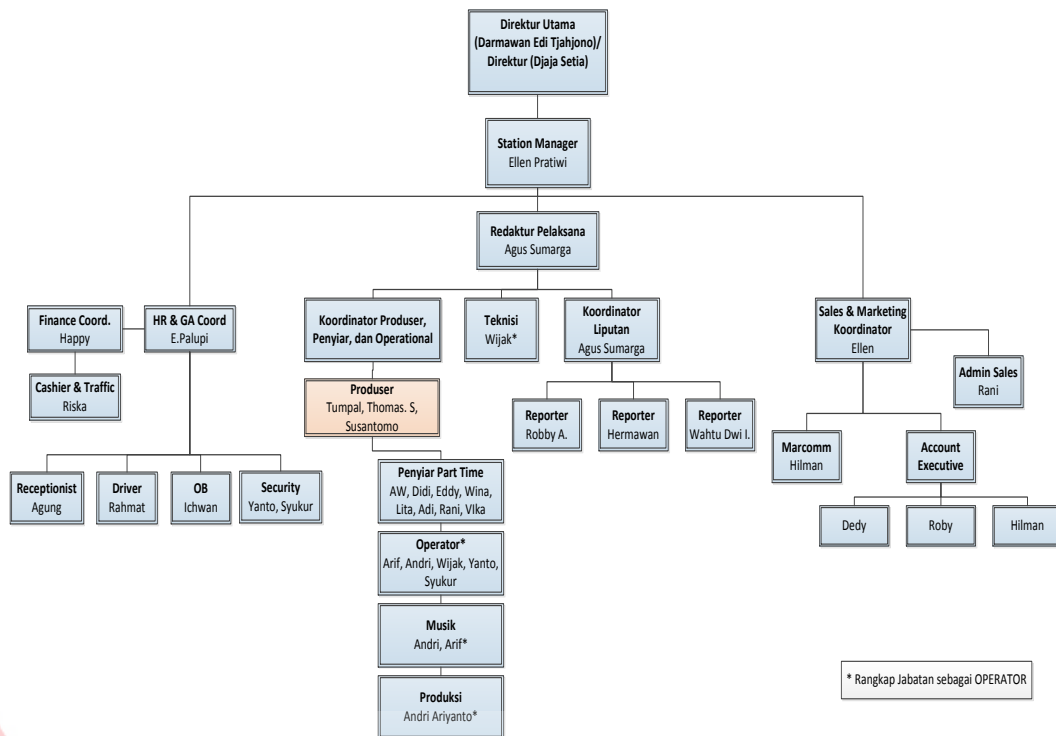 Direktur Utama
(Darmawan Edi Tjahjono)/
Direktur (Djaja Setia)
Station Manager
Ellen Pratiwi
Redaktur Pelaksana
Agus Sumarga
Finance Coord.
Happy
HR & GA Coord
E.Palupi
Koordinator Produser,
Penyiar, dan Operational
Teknisi
Wijak*
Koordinator
Liputan
Agus Sumarga
Sales & Marketing
Koordinator
Ellen
Admin Sales
Rani
Cashier & Traffic
Riska
Produser
Tumpal, Thomas. S,
Susantomo
Reporter
Robby A.
Reporter
Hermawan
Reporter
Wahtu Dwi I.
Marcomm
Hilman
Account
Executive
Receptionist
Agung
Driver
Rahmat
OB
Ichwan
Security
Yanto, Syukur
Penyiar Part Time
AW, Didi, Eddy, Wina,
Lita, Adi, Rani, VIka
Dedy
Roby
Hilman
Operator*
Arif, Andri, Wijak, Yanto,
Syukur
Musik
Andri, Arif*
Produksi
Andri Ariyanto*
* Rangkap Jabatan sebagai OPERATOR